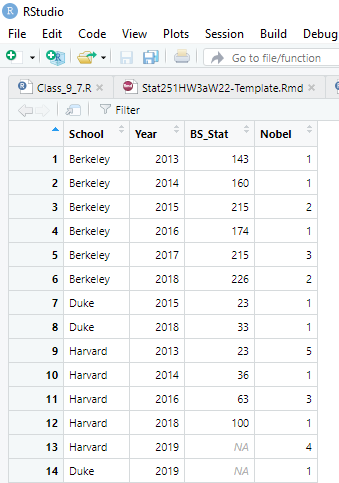 RStudio
File Edit Code View Plots Session Build Debug
Go to file/function
Class_9_7.R Stat251HW3aW22-Template.Rmd
Filter
School Year BS_Stat Nobel
1 Berkeley 2013 143 1
2 Berkeley 2014 160 1
3 Berkeley 2015 215 2
4 Berkeley 2016 174 1
5 Berkeley 2017 215 3
6 Berkeley 2018 226 2
7 Duke 2015 23 1
8 Duke 2018 33 1
9 Harvard 2013 23 5
10 Harvard 2014 36 1
11 Harvard 2016 63 3
12 Harvard 2018 100 1
13 Harvard 2019 NA 4
14 Duke 2019 NA 1